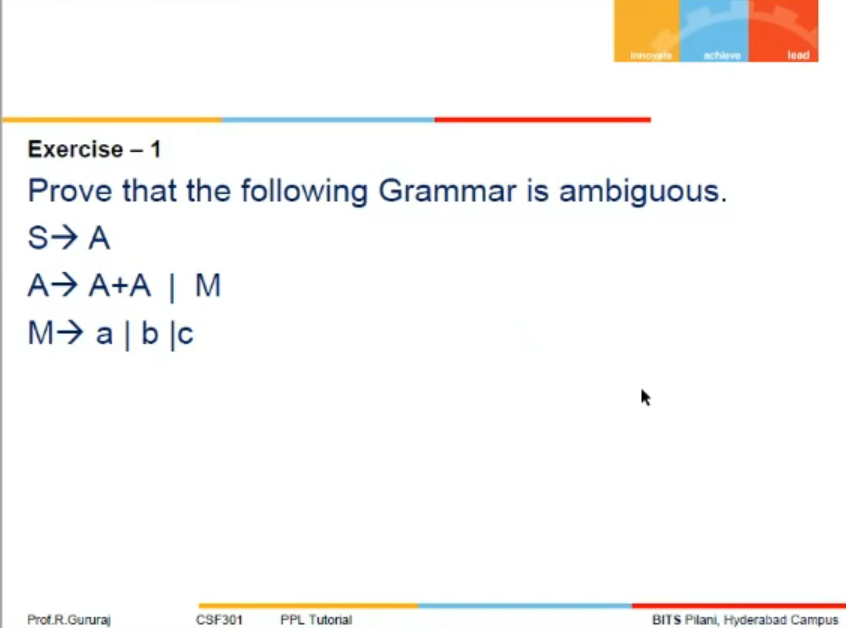 innovate achieve lead
Exercise – 1
Prove that the following Grammar is ambiguous.
S→ A
A→ A+A | M
M→ a | b |c
Prof.R.Gururaj CSF301 PPL Tutorial BITS Pilani, Hyderabad Campus